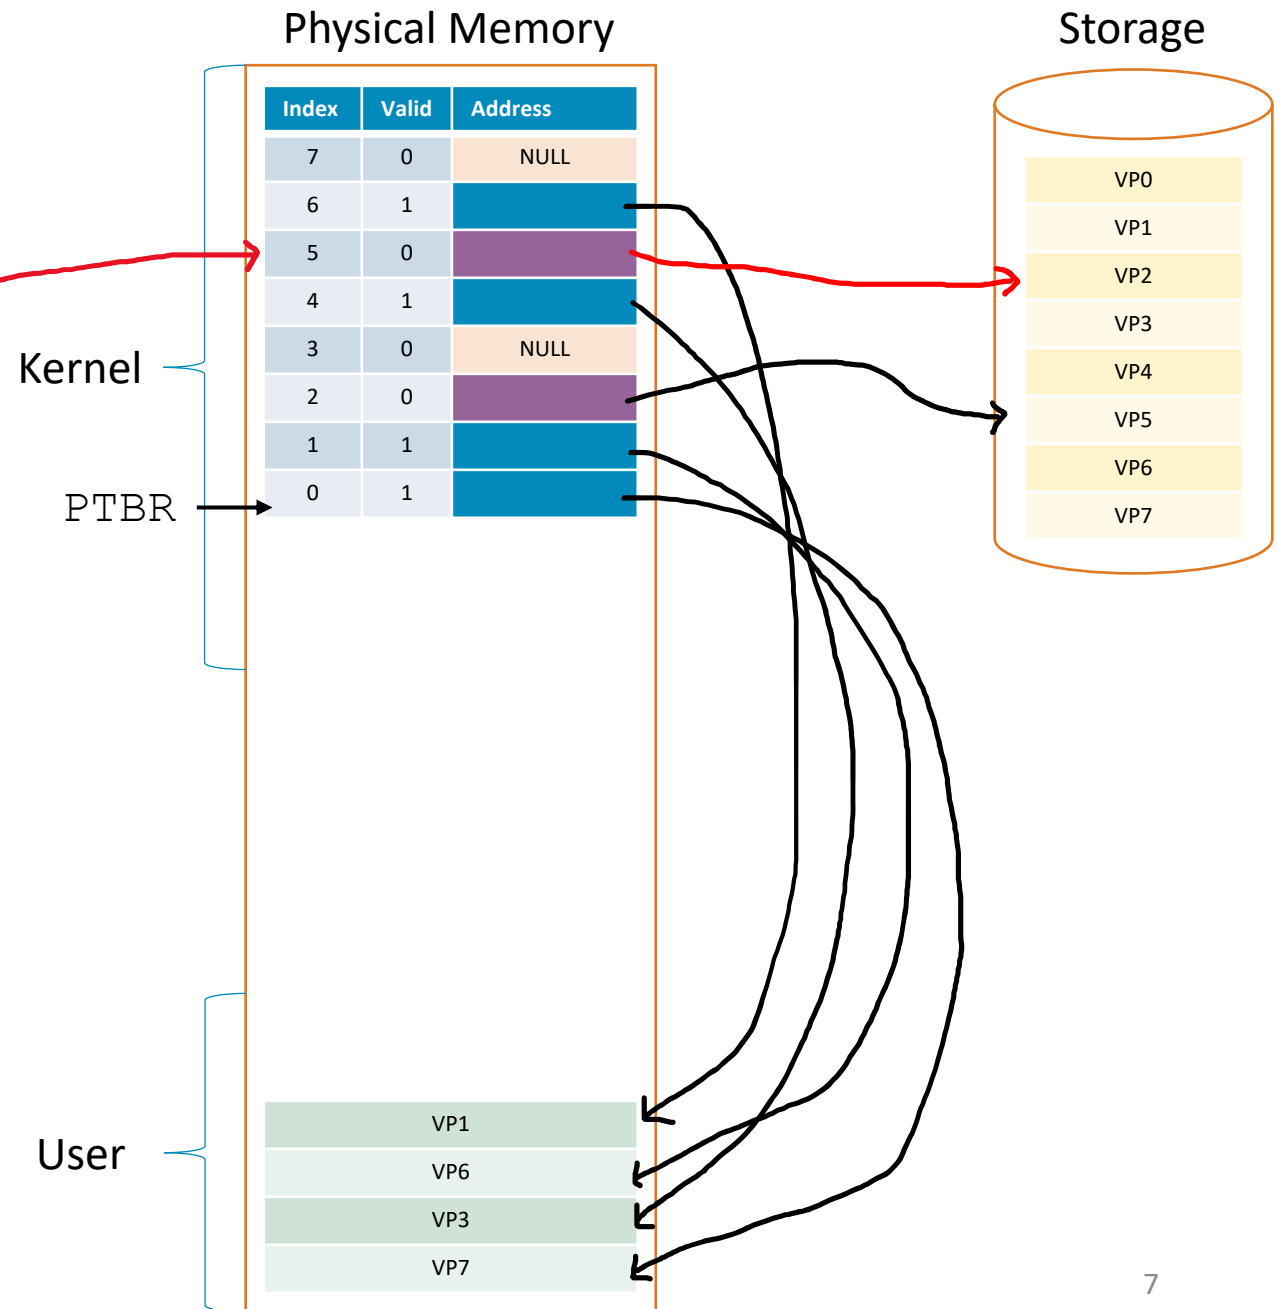 Physical Memory
Storage
Index Valid Address
7 0 NULL
6 1
5 0
4 1
3 0 NULL
2 0
1 1
0 1
Kernel
PTBR
VP0
VP1
VP2
VP3
VP4
VP5
VP6
VP7
User
VP1
VP6
VP3
VP7
7